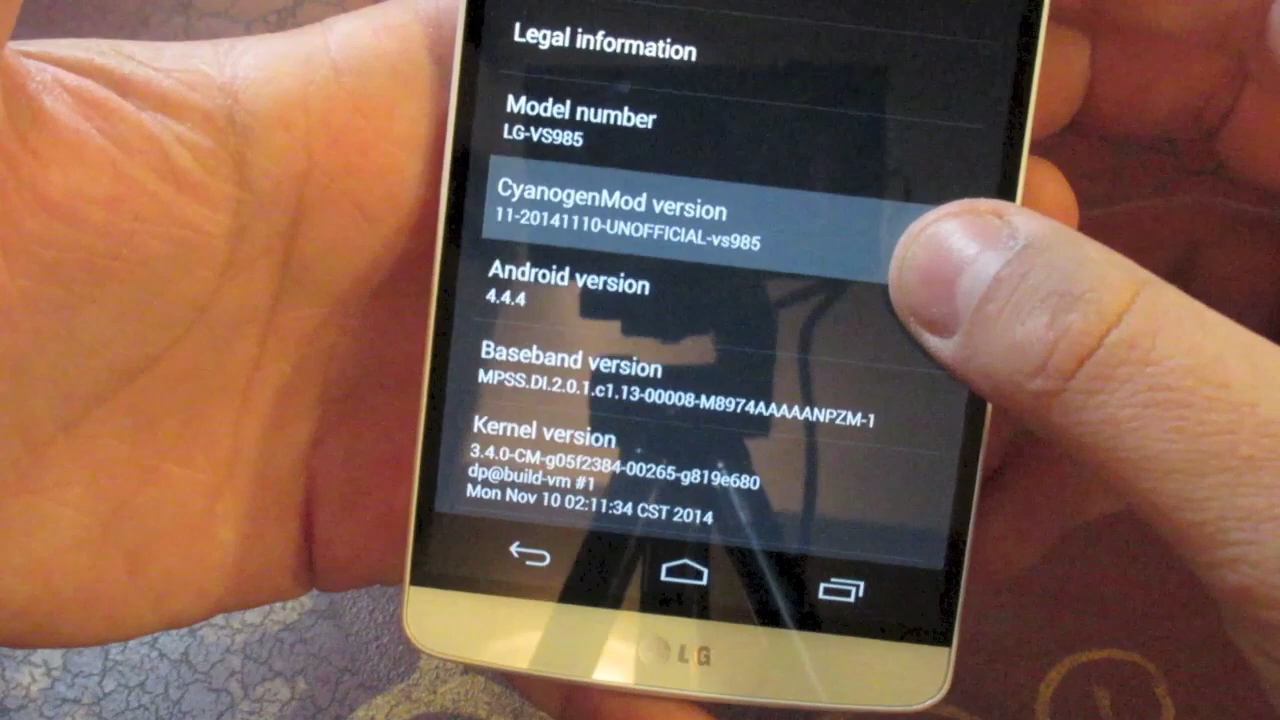 Legal information
Model number
LG-VS985
CyanogenMod version
11-20141110-UNOFFICIAL-vs985
Android version
4.4.4
Baseband version
MPSS.DI.2.0.1.c1.13-00008-M8974AAAAANPZM-1
Kernel version
3.4.0-CM-g05f2384-00265-g819e680
dp@build-vm #1
Mon Nov 10 02:11:34 CST 2014
LG